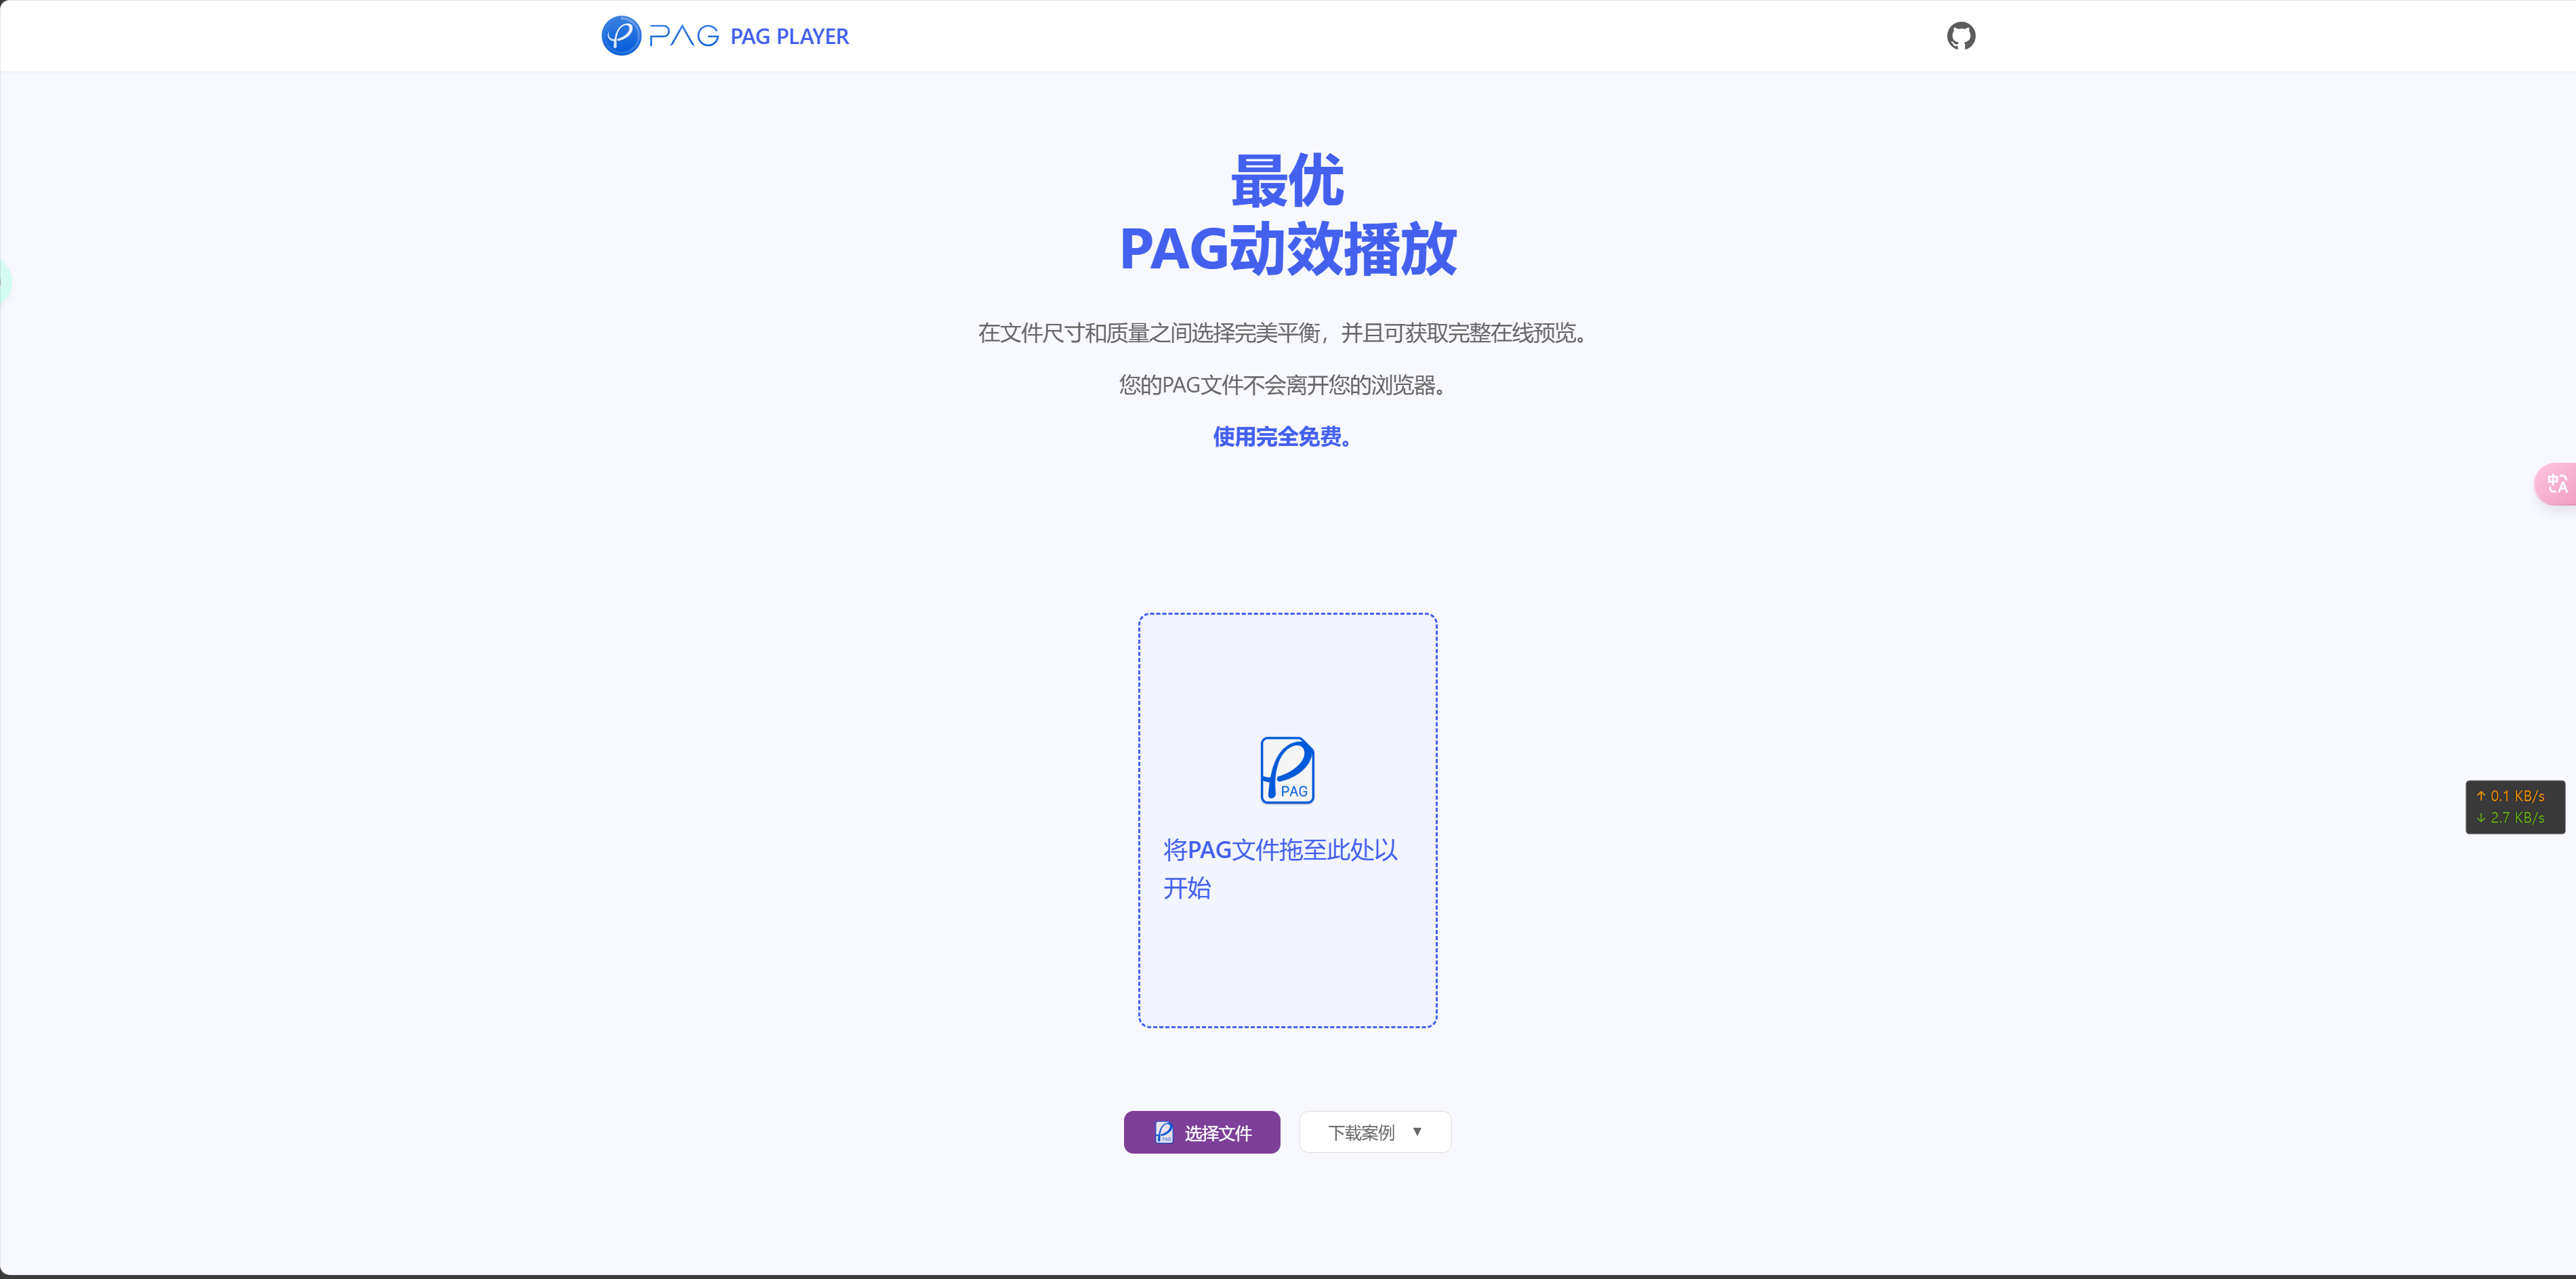 PAG PAG PLAYER
最优
PAG动效播放
在文件尺寸和质量之间选择完美平衡，并且可获取完整在线预览。
您的PAG文件不会离开您的浏览器。
使用完全免费。
中 A
↑ 0.1 KB/s
↓ 2.7 KB/s
PAG
将PAG文件拖至此处以
开始
选择文件
下载案例 ▼